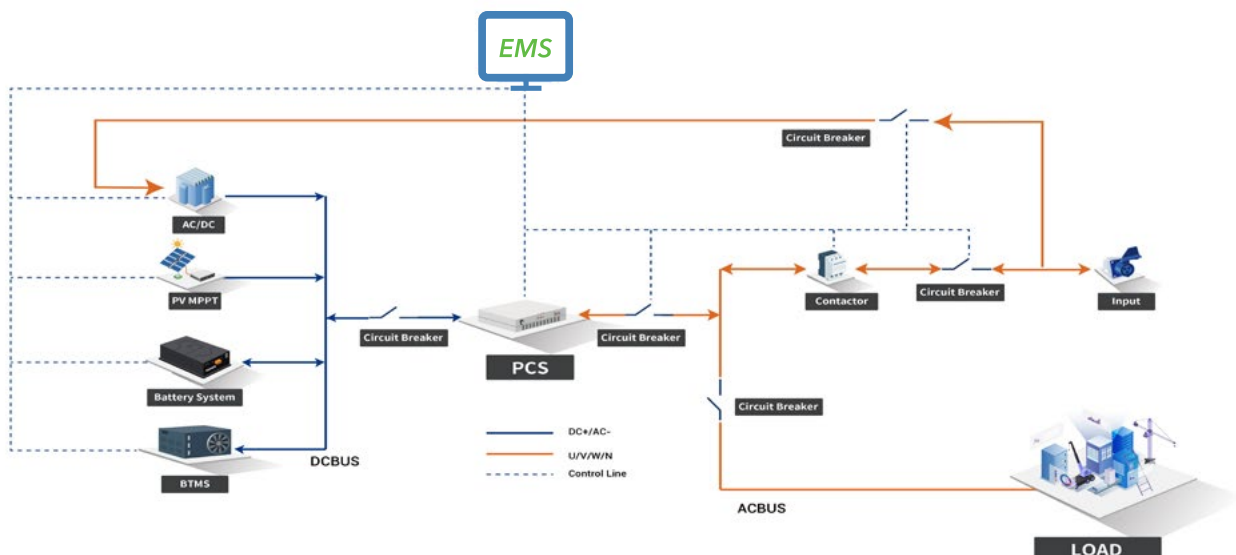 EMS
Circuit Breaker
AC/DC
PV MPPT
Contactor
Circuit Breaker
Input
Circuit Breaker
PCS
Circuit Breaker
Battery System
Circuit Breaker
DC+/AC-
U/V/W/N
Control Line
DCBUS
BTMS
ACBUS
LOAD